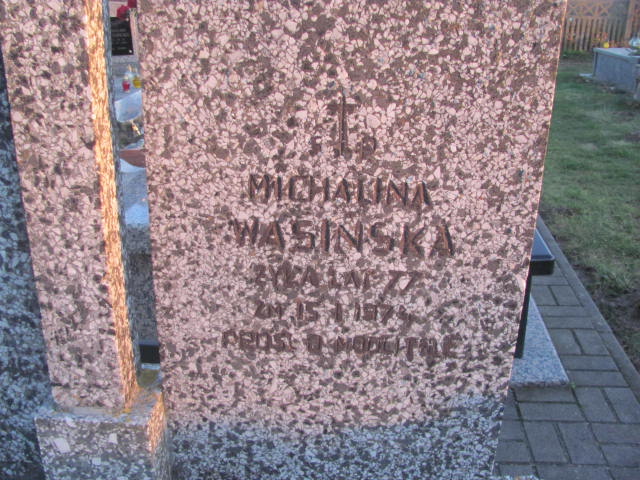 Ś P
MICHALINA
WASIŃSKA
ŻYŁA LAT 77
ZM 15 I 1974
PROSI O MODLITWĘ